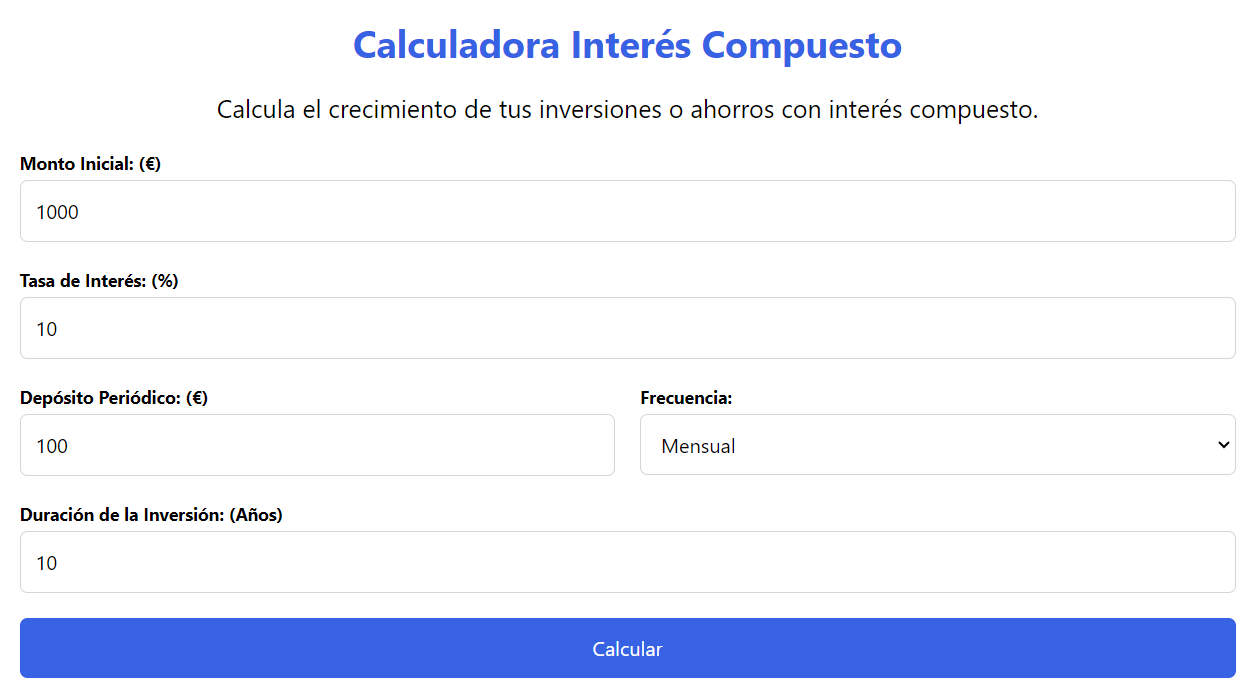 Calculadora Interés Compuesto
Calcula el crecimiento de tus inversiones o ahorros con interés compuesto.
Monto Inicial: (€)
1000
Tasa de Interés: (%)
10
Depósito Periódico: (€)
100
Frecuencia:
Mensual
Duración de la Inversión: (Años)
10
Calcular